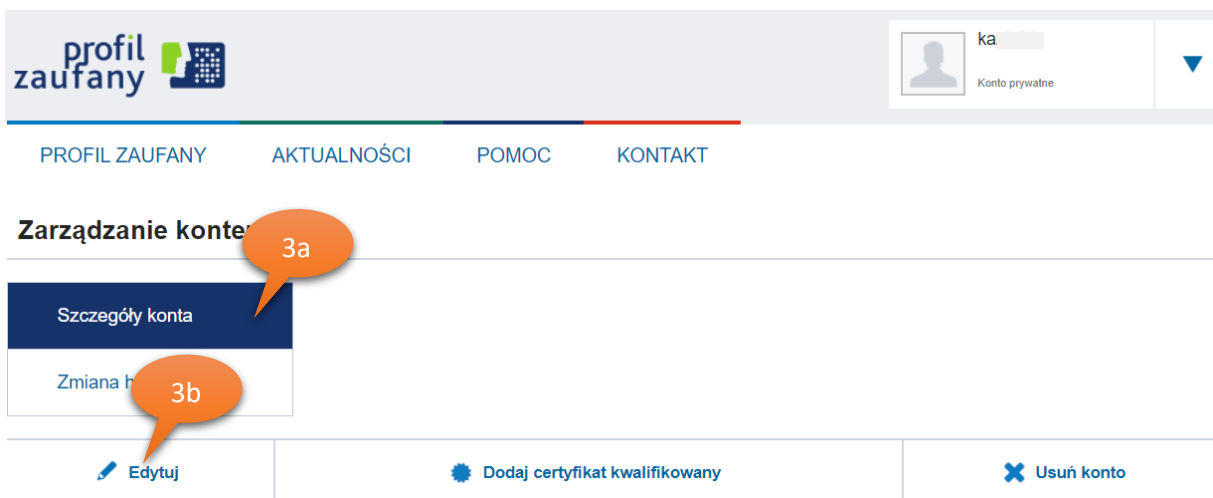 profil
zaufany
ka
Konto prywatne
PROFIL ZAUFANY AKTUALNOŚCI POMOC KONTAKT
Zarządzanie
3a
Szczegóły konta
Zmiana
3b
Edytuj Dodaj certyfikat kwalifikowany Usuń konto